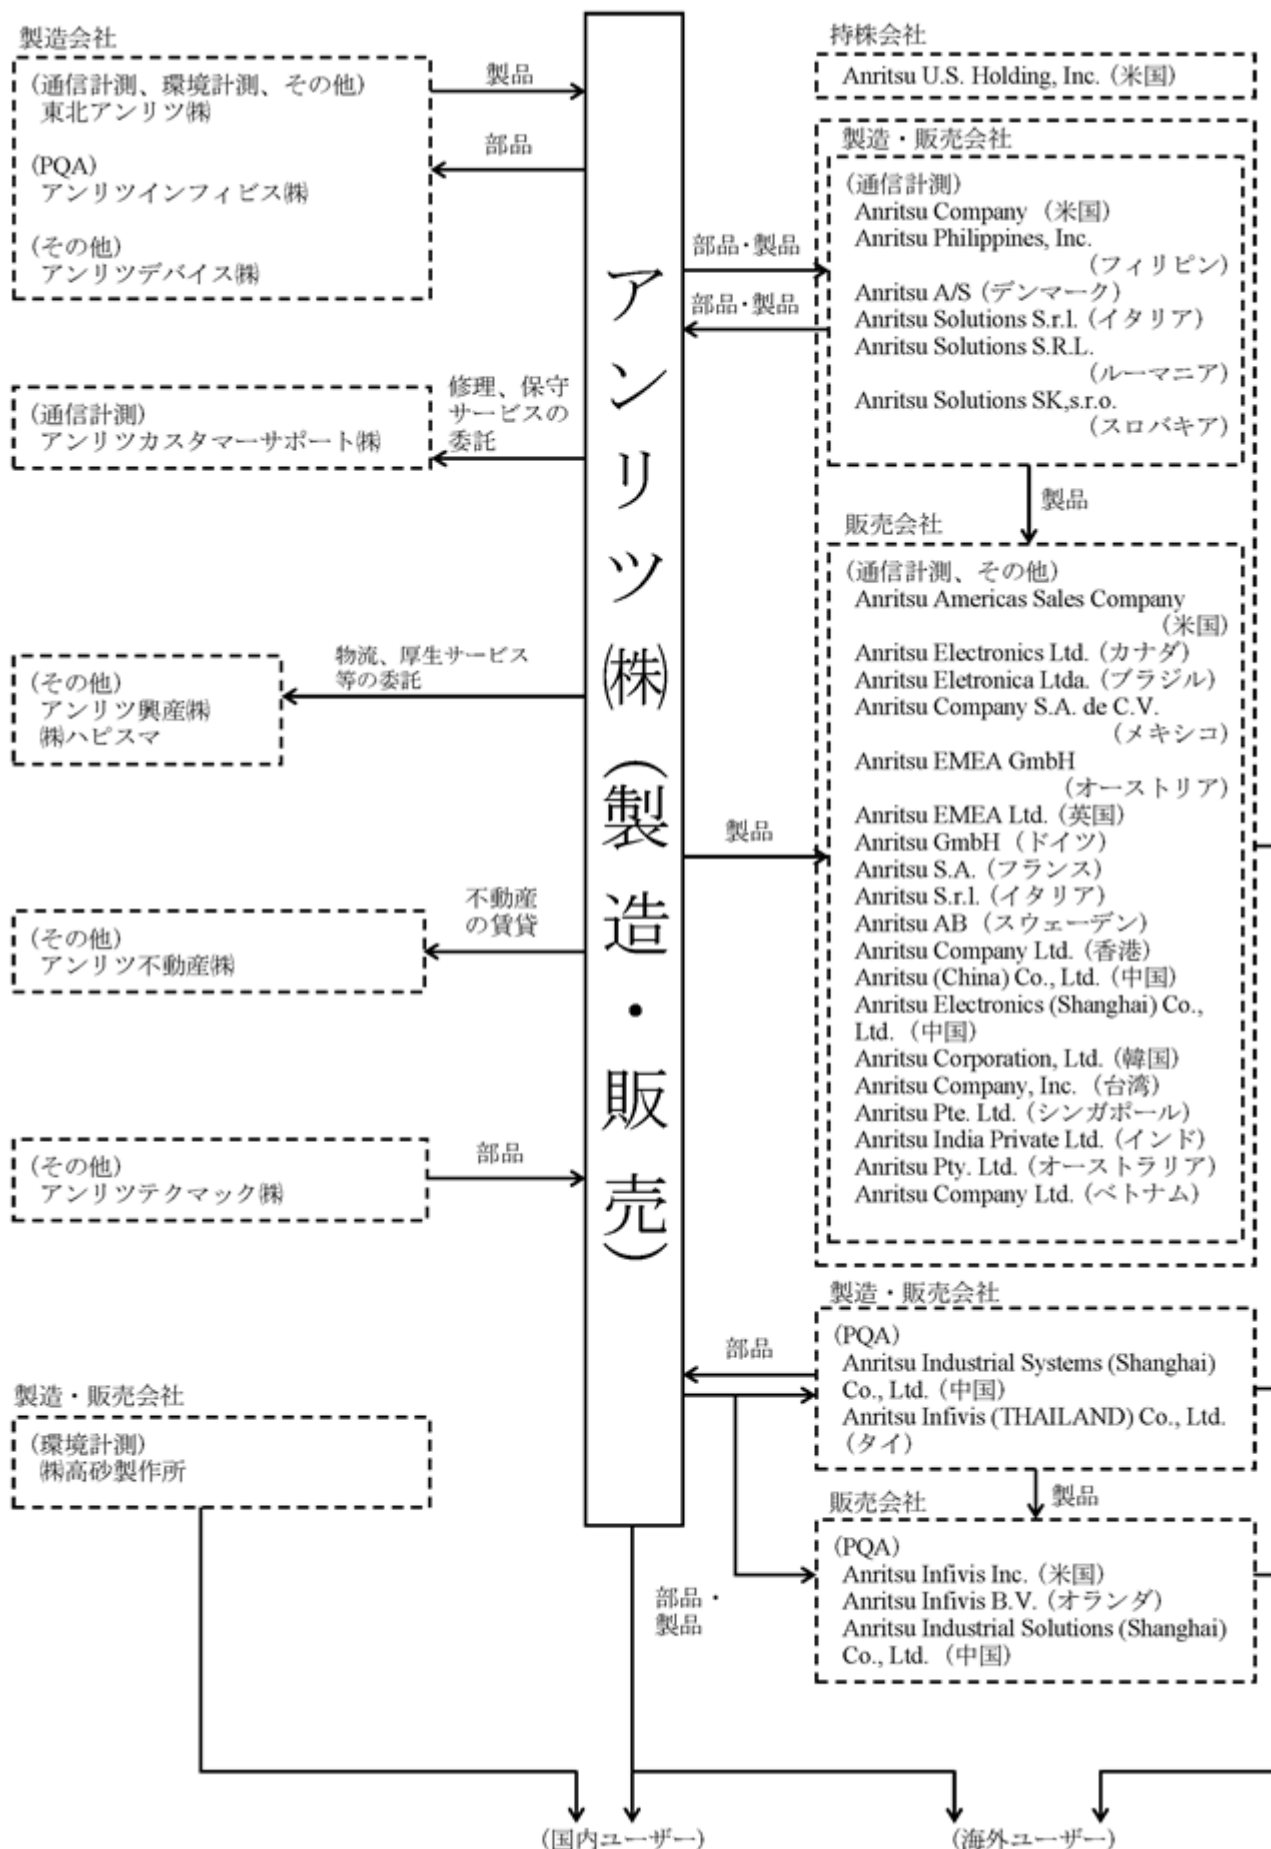 製造会社
(通信計測、環境計測、その他)
東北アンリツ㈱
(PQA)
アンリツインフィビス㈱
(その他)
アンリツデバイス㈱
製品
部品
(通信計測)
アンリツカスタマーサポート㈱
修理、保守
サービスの
委託
(その他)
アンリツ興産㈱
㈱ハピスマ
物流、厚生サービス
等の委託
(その他)
アンリツ不動産㈱
不動産
の賃貸
(その他)
アンリツテクマック㈱
部品
製造・販売会社
(環境計測)
㈱高砂製作所
アンリツ㈱(製造・販売)
持株会社
Anritsu U.S. Holding, Inc. (米国)
製造・販売会社
(通信計測)
Anritsu Company (米国)
Anritsu Philippines, Inc.
(フィリピン)
Anritsu A/S (デンマーク)
Anritsu Solutions S.r.l. (イタリア)
Anritsu Solutions S.R.L.
(ルーマニア)
Anritsu Solutions SK,s.r.o.
(スロバキア)
部品・製品
部品・製品
製品
販売会社
(通信計測、その他)
Anritsu Americas Sales Company
(米国)
Anritsu Electronics Ltd. (カナダ)
Anritsu Eletronica Ltda. (ブラジル)
Anritsu Company S.A. de C.V.
(メキシコ)
Anritsu EMEA GmbH
(オーストリア)
Anritsu EMEA Ltd. (英国)
Anritsu GmbH (ドイツ)
Anritsu S.A. (フランス)
Anritsu S.r.l. (イタリア)
Anritsu AB (スウェーデン)
Anritsu Company Ltd. (香港)
Anritsu (China) Co., Ltd. (中国)
Anritsu Electronics (Shanghai) Co.,
Ltd. (中国)
Anritsu Corporation, Ltd. (韓国)
Anritsu Company, Inc. (台湾)
Anritsu Pte. Ltd. (シンガポール)
Anritsu India Private Ltd. (インド)
Anritsu Pty. Ltd. (オーストラリア)
Anritsu Company Ltd. (ベトナム)
製品
製造・販売会社
(PQA)
Anritsu Industrial Systems (Shanghai)
Co., Ltd. (中国)
Anritsu Infivis (THAILAND) Co., Ltd.
(タイ)
部品
製品
販売会社
(PQA)
Anritsu Infivis Inc. (米国)
Anritsu Infivis B.V. (オランダ)
Anritsu Industrial Solutions (Shanghai)
Co., Ltd. (中国)
部品・
製品
(国内ユーザー)
(海外ユーザー)